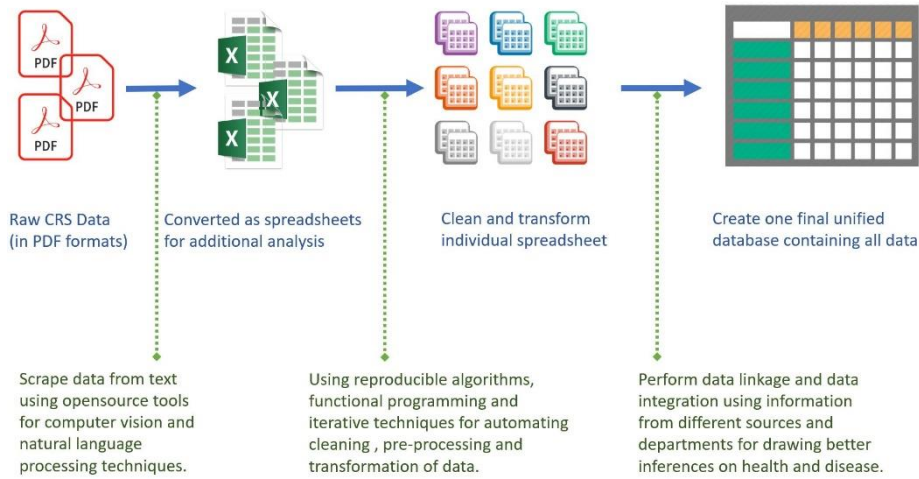 PDF
PDF
PDF
X
X
X
Raw CRS Data
(in PDF formats)
Converted as spreadsheets
for additional analysis
Clean and transform
individual spreadsheet
Create one final unified
database containing all data
Scrape data from text
using opensource tools
for computer vision and
natural language
processing techniques.
Using reproducible algorithms,
functional programming and
iterative techniques for automating
cleaning , pre-processing and
transformation of data.
Perform data linkage and data
integration using information
from different sources and
departments for drawing better
inferences on health and disease.